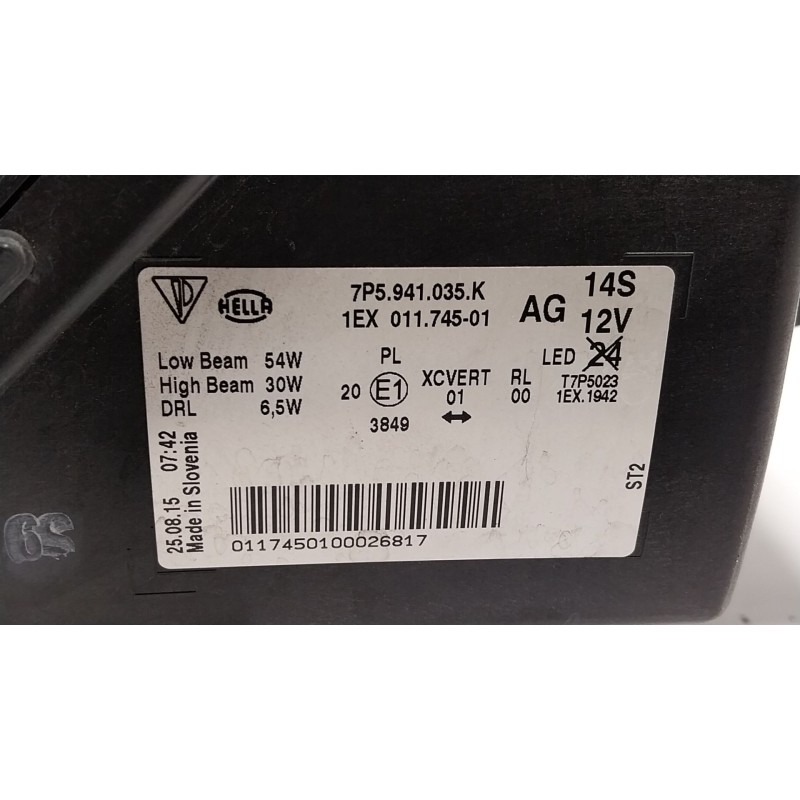 HELLA
7P5.941.035.K
1EX 011.745-01
AG
14S
12V
LED 24
T7P5023
1EX.1942
Low Beam 54W
High Beam 30W
DRL 6,5W
PL
20 E1
3849
XCVERT
01
RL
00
25.08.15 07:42
Made in Slovenia
ST2
0117450100026817